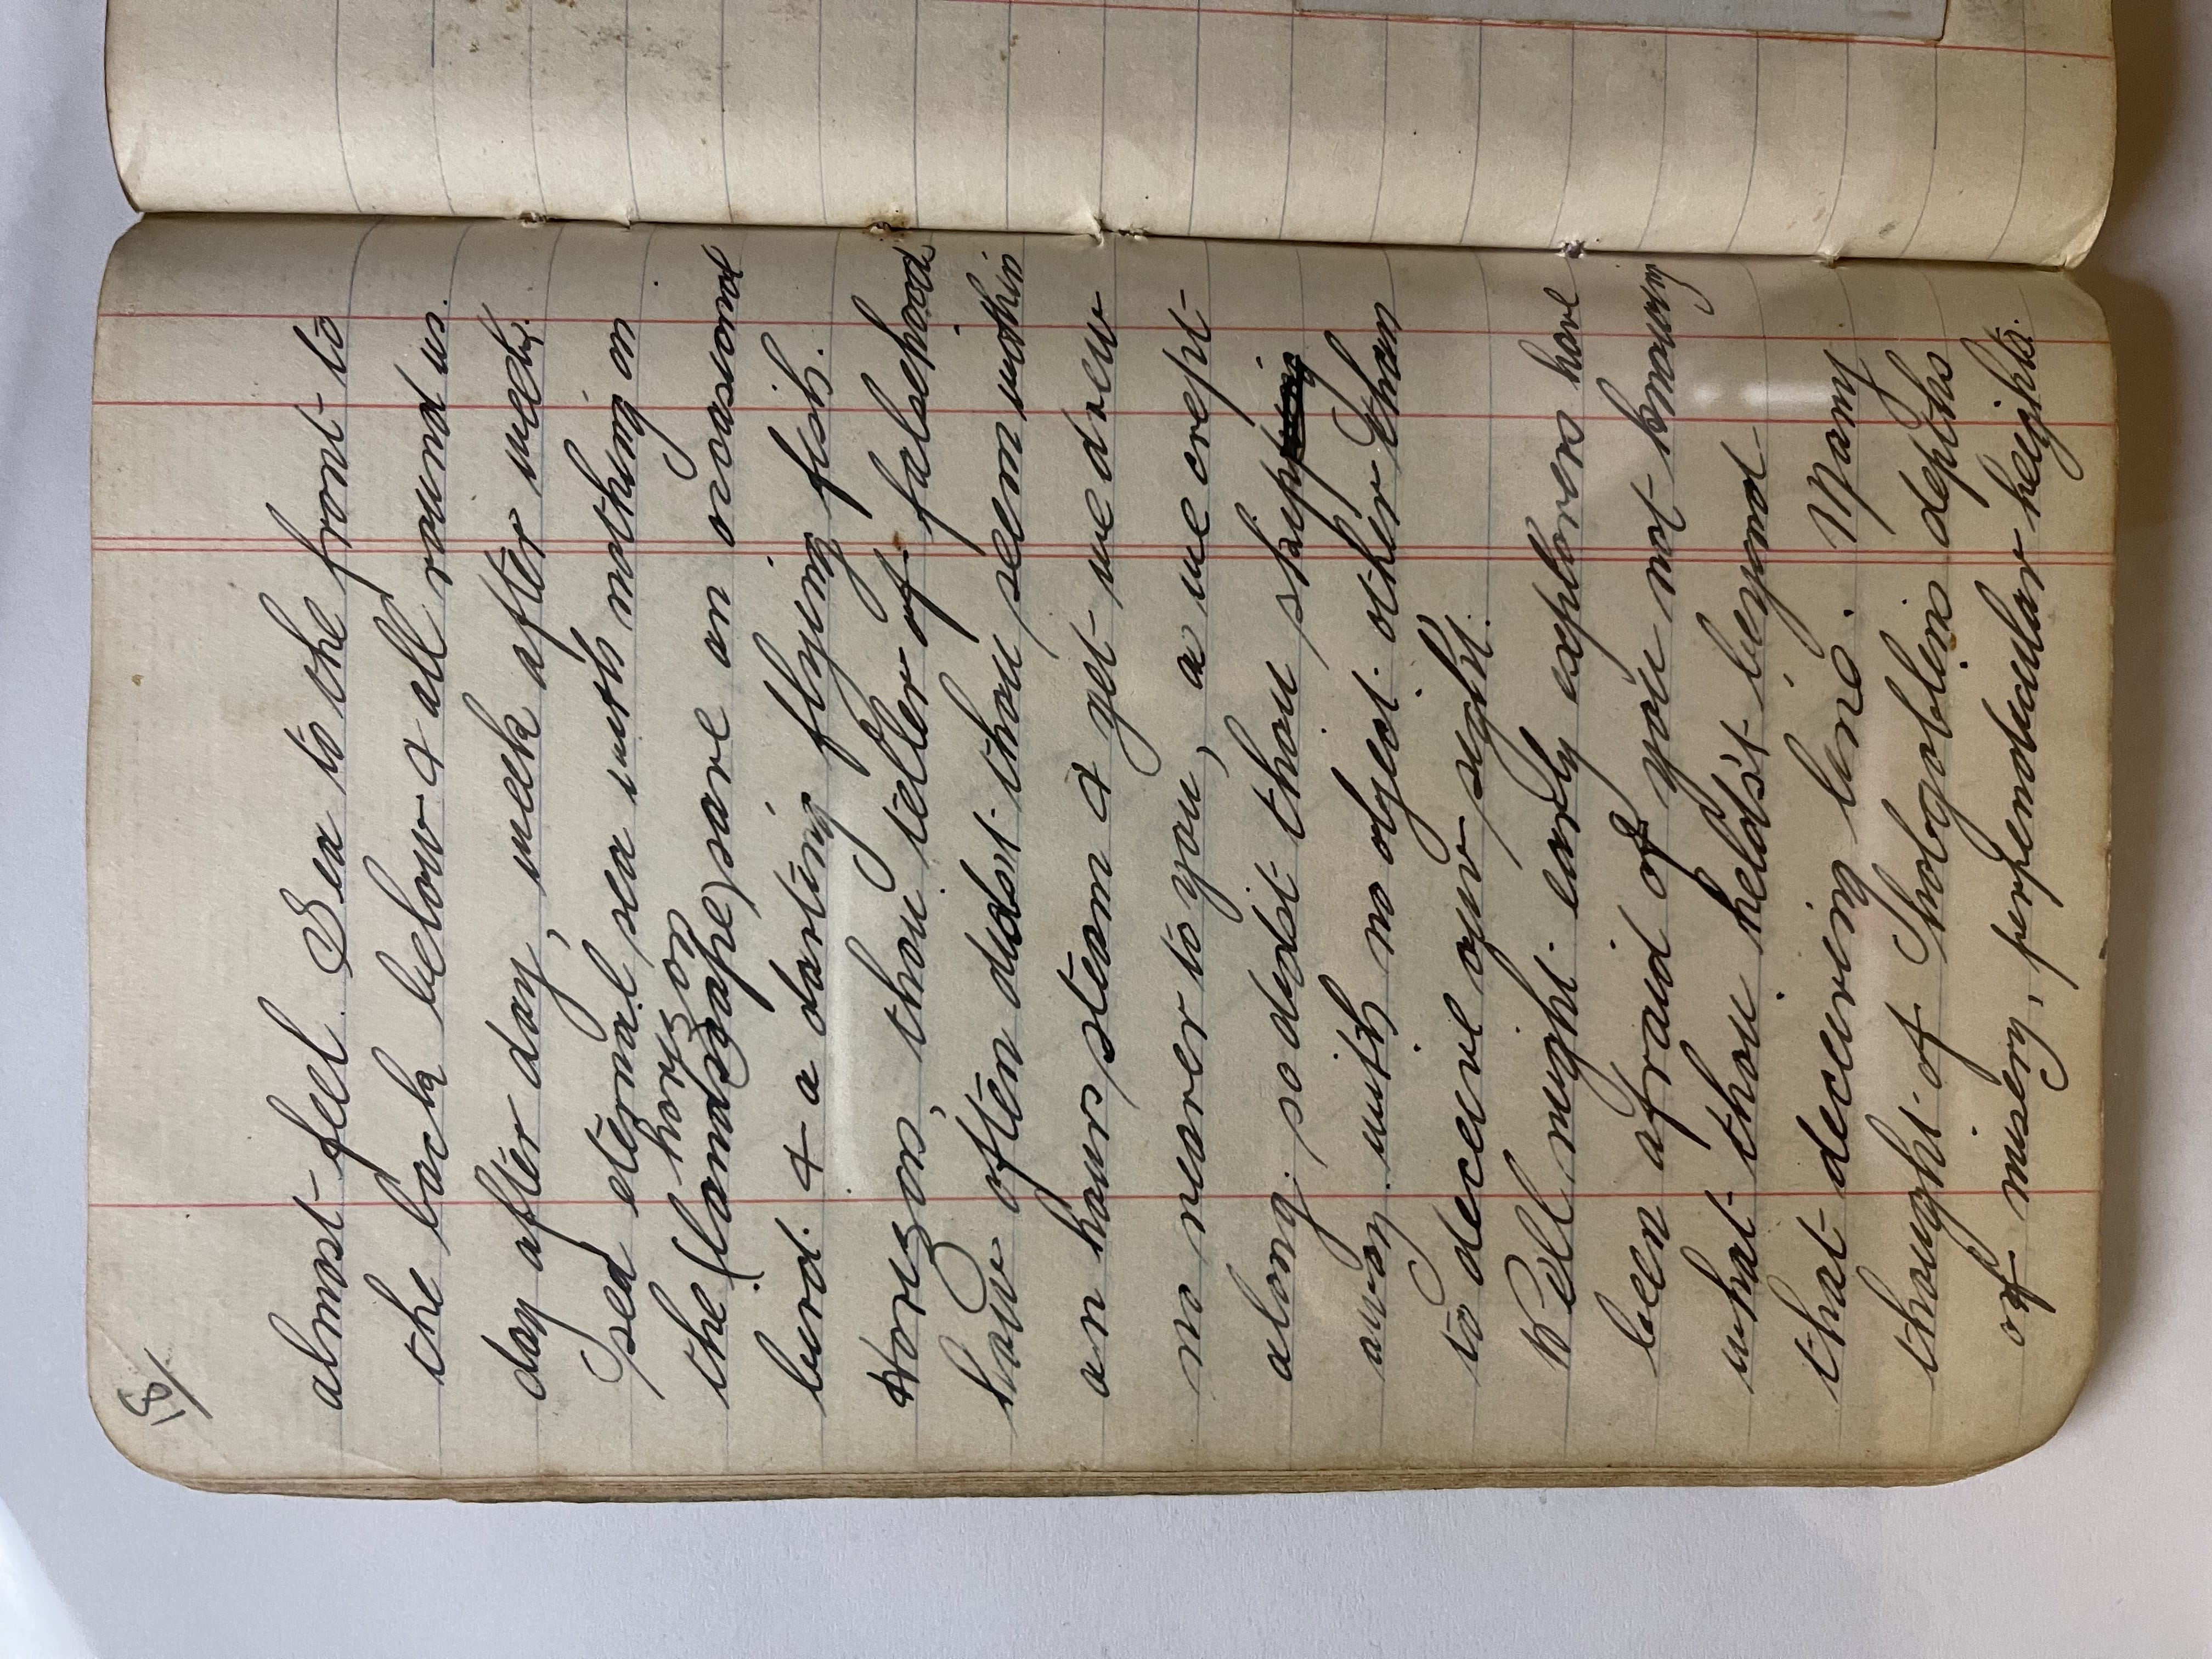 18/
almost feel. Sea to the front to
the back below & all round us.
day after day, week after week.
sea eternal sea with nothing on
horizon
the (landscape) save an occasional
bird. & a darting flying fish.
Horizon, thou teller of falsehoods
how often didst thou seem within
an hours steam & yet we drew
no nearer to you, as we crept
along. so didst thou skipping
away. with no object other than
to deceive our sight.
Well might early explorers have
been afraid of you not knowing
what thou helds't beyond
that deceiving line. Many
thought of hobgoblins depths
of misery, perpendicular heights.